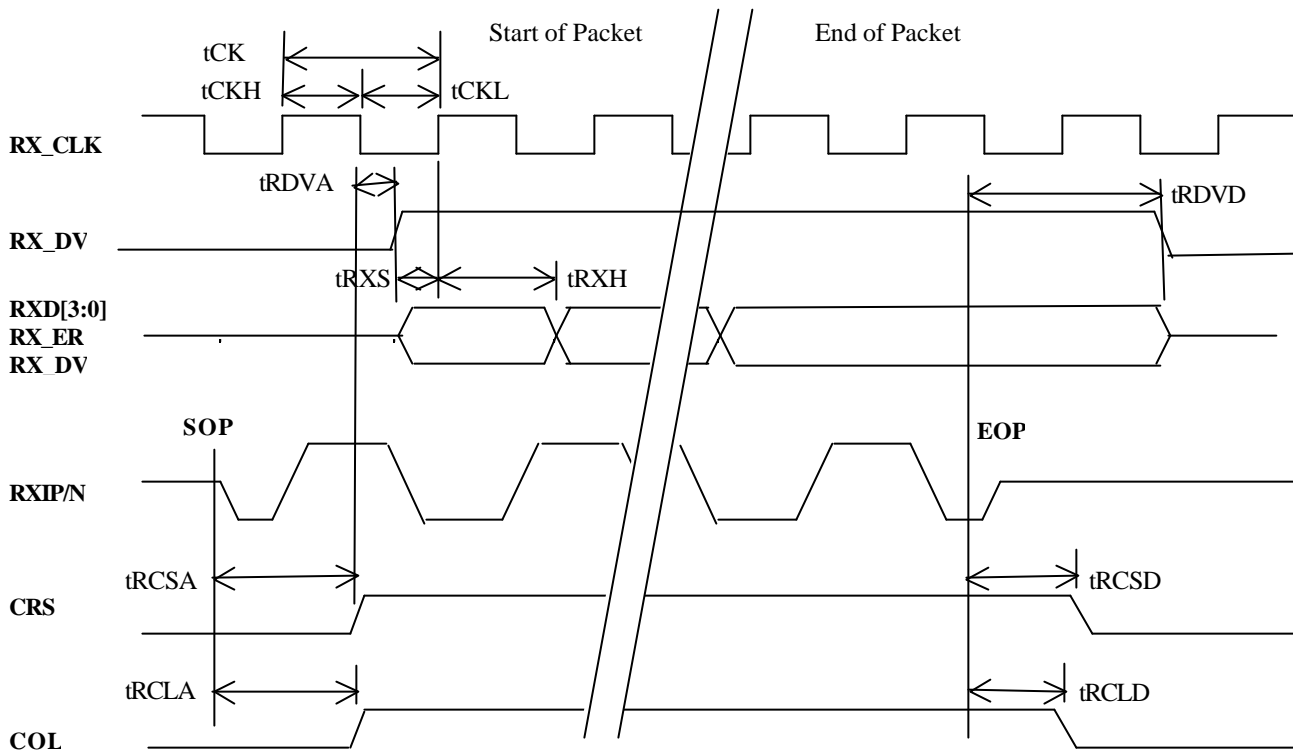 Start of Packet
End of Packet
tCK
tCKH
tCKL
RX_CLK
tRDVA
tRDVD
RX_DV
tRXS
tRXH
RXD[3:0]
RX_ER
RX_DV
SOP
EOP
RXIP/N
tRCSA
tRCSD
CRS
tRCLA
tRCLD
COL